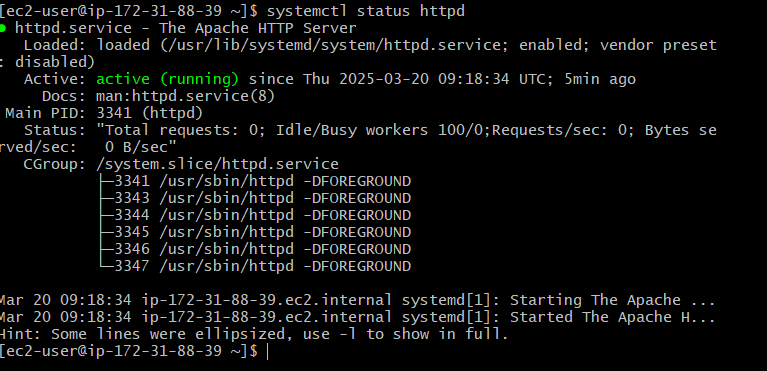 [ec2-user@ip-172-31-88-39 ~]$ systemctl status httpd
● httpd.service - The Apache HTTP Server
   Loaded: loaded (/usr/lib/systemd/system/httpd.service; enabled; vendor preset
: disabled)
   Active: active (running) since Thu 2025-03-20 09:18:34 UTC; 5min ago
     Docs: man:httpd.service(8)
 Main PID: 3341 (httpd)
   Status: "Total requests: 0; Idle/Busy workers 100/0;Requests/sec: 0; Bytes se
rved/sec:   0 B/sec"
   CGroup: /system.slice/httpd.service
           ├─3341 /usr/sbin/httpd -DFOREGROUND
           ├─3343 /usr/sbin/httpd -DFOREGROUND
           ├─3344 /usr/sbin/httpd -DFOREGROUND
           ├─3345 /usr/sbin/httpd -DFOREGROUND
           ├─3346 /usr/sbin/httpd -DFOREGROUND
           └─3347 /usr/sbin/httpd -DFOREGROUND

Mar 20 09:18:34 ip-172-31-88-39.ec2.internal systemd[1]: Starting The Apache ...
Mar 20 09:18:34 ip-172-31-88-39.ec2.internal systemd[1]: Started The Apache H...
Hint: Some lines were ellipsized, use -l to show in full.
[ec2-user@ip-172-31-88-39 ~]$